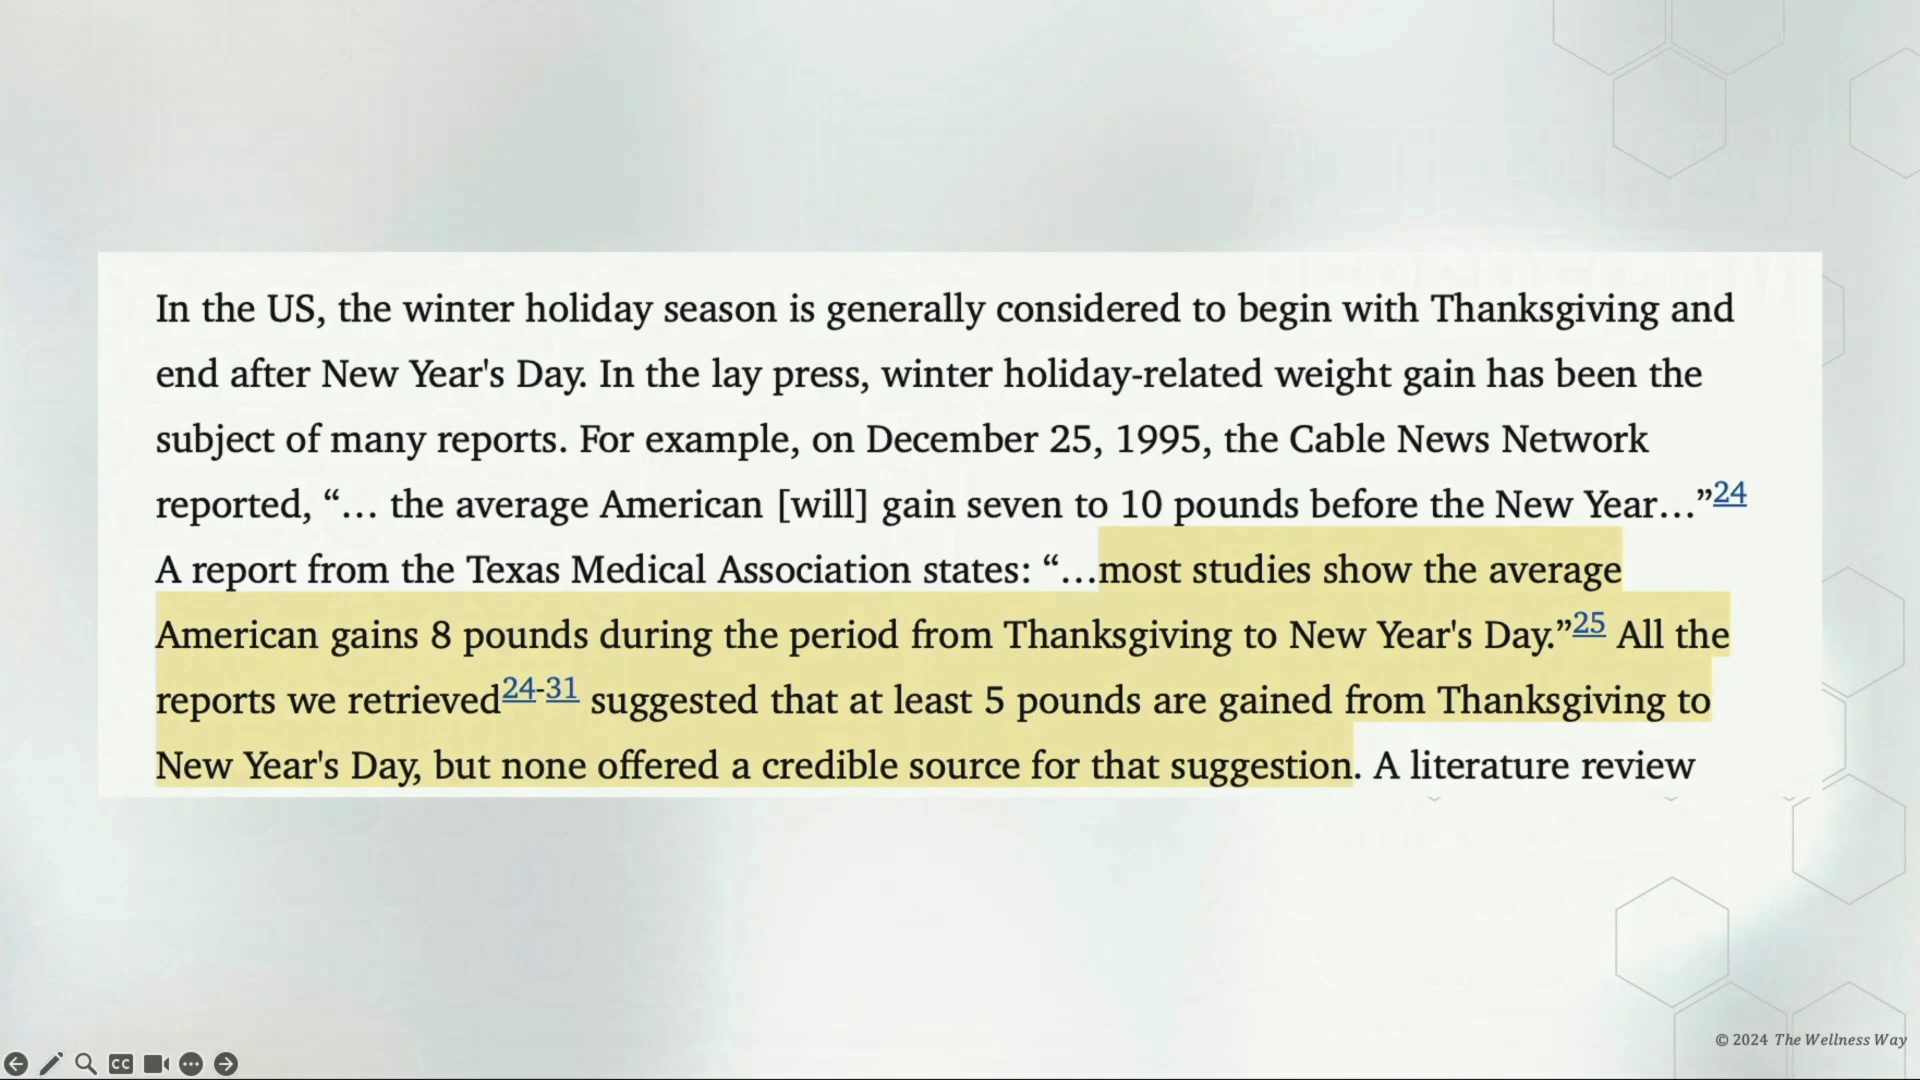 In the US, the winter holiday season is generally considered to begin with Thanksgiving and
end after New Year's Day. In the lay press, winter holiday-related weight gain has been the
subject of many reports. For example, on December 25, 1995, the Cable News Network
reported, “… the average American [will] gain seven to 10 pounds before the New Year…”24
A report from the Texas Medical Association states: “…most studies show the average
American gains 8 pounds during the period from Thanksgiving to New Year's Day.”25 All the
reports we retrieved24-31 suggested that at least 5 pounds are gained from Thanksgiving to
New Year's Day, but none offered a credible source for that suggestion. A literature review
© 2024 The Wellness Way
CC